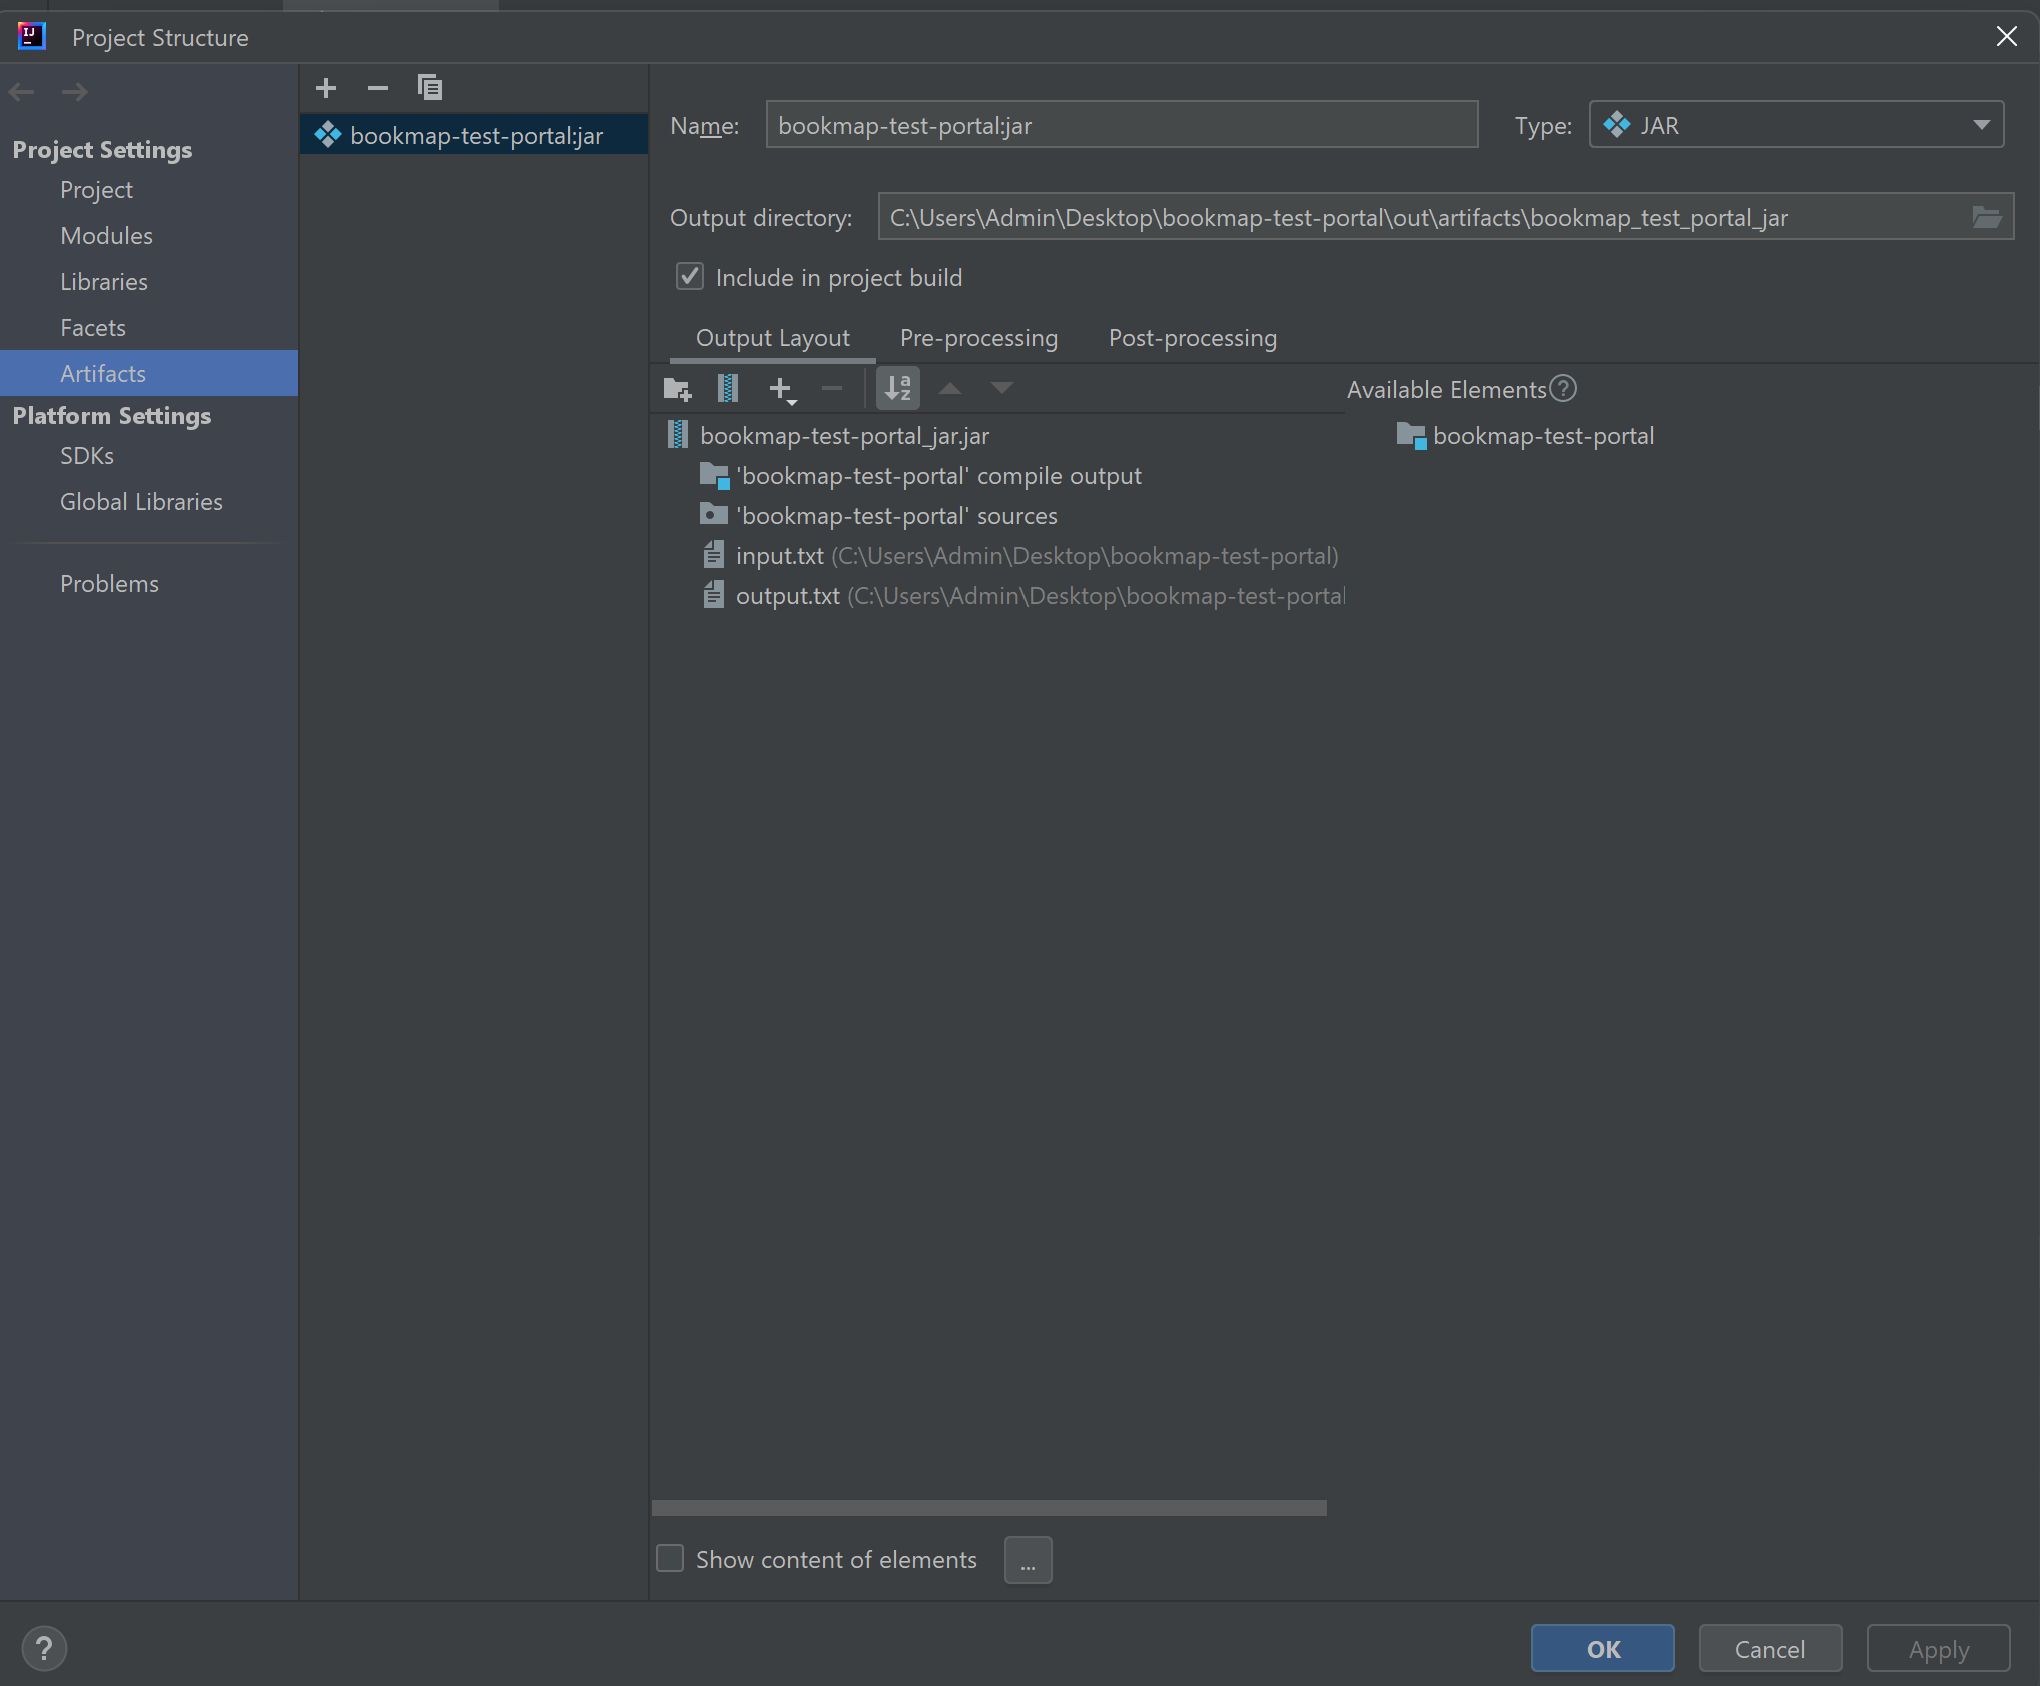 Project Structure
Project Settings
Project
Modules
Libraries
Facets
Artifacts
Platform Settings
SDKs
Global Libraries
Problems
bookmap-test-portal:jar
Name: bookmap-test-portal:jar Type: JAR
Output directory: C:\Users\Admin\Desktop\bookmap-test-portal\out\artifacts\bookmap_test_portal_jar
Include in project build
Output Layout Pre-processing Post-processing
Available Elements?
bookmap-test-portal_jar.jar
'bookmap-test-portal' compile output
'bookmap-test-portal' sources
input.txt (C:\Users\Admin\Desktop\bookmap-test-portal)
output.txt (C:\Users\Admin\Desktop\bookmap-test-portal
bookmap-test-portal
Show content of elements ...
? OK Cancel Apply